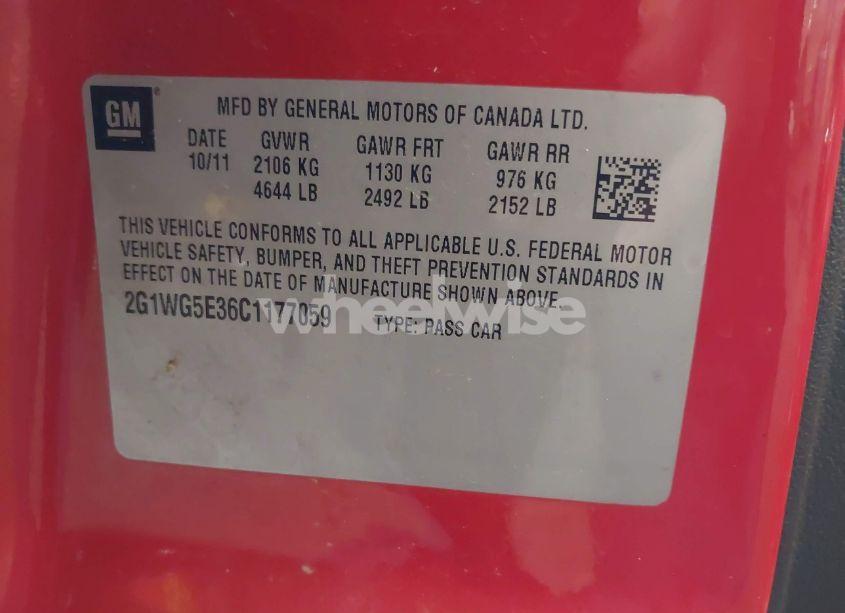 GM
MFD BY GENERAL MOTORS OF CANADA LTD.
DATE GVWR GAWR FRT GAWR RR
10/11 2106 KG 1130 KG 976 KG
4644 LB 2492 LB 2152 LB
THIS VEHICLE CONFORMS TO ALL APPLICABLE U.S. FEDERAL MOTOR
VEHICLE SAFETY, BUMPER, AND THEFT PREVENTION STANDARDS IN
EFFECT ON THE DATE OF MANUFACTURE SHOWN ABOVE.
2G1WG5E36C1177059 TYPE: PASS CAR
wheelwise